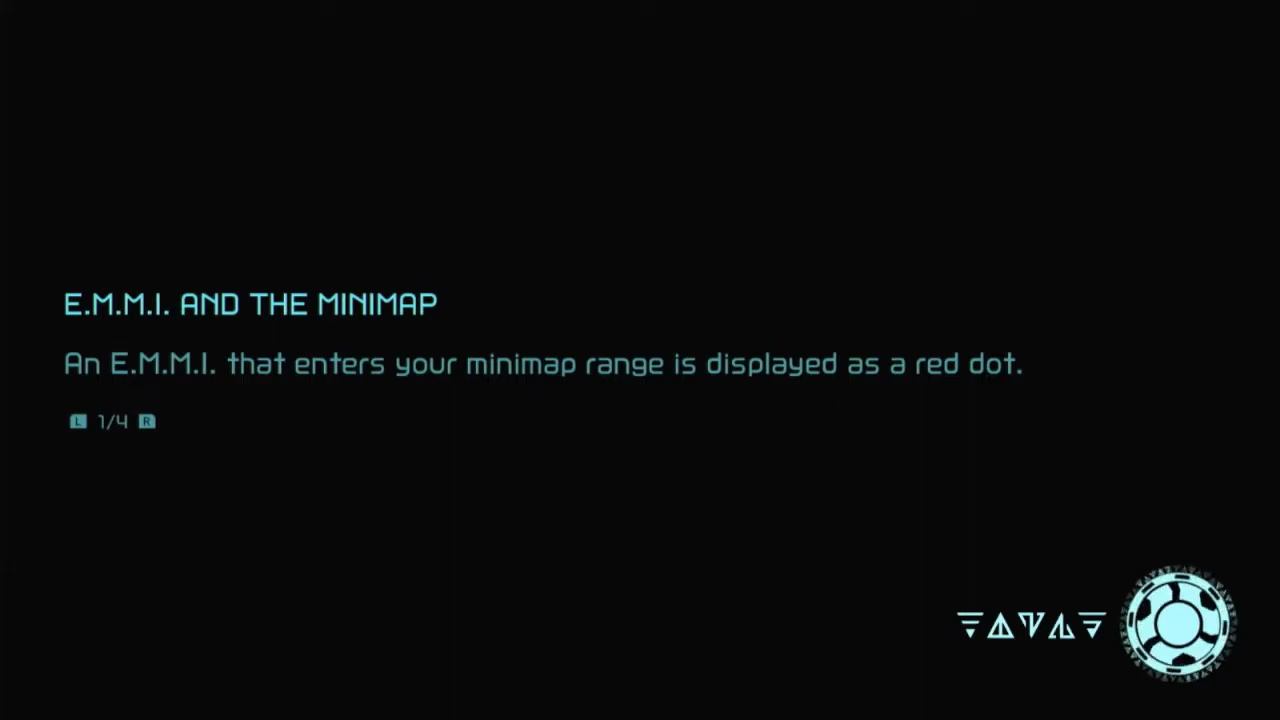 E.M.M.I. AND THE MINIMAP
An E.M.M.I. that enters your minimap range is displayed as a red dot.
L 1/4 R